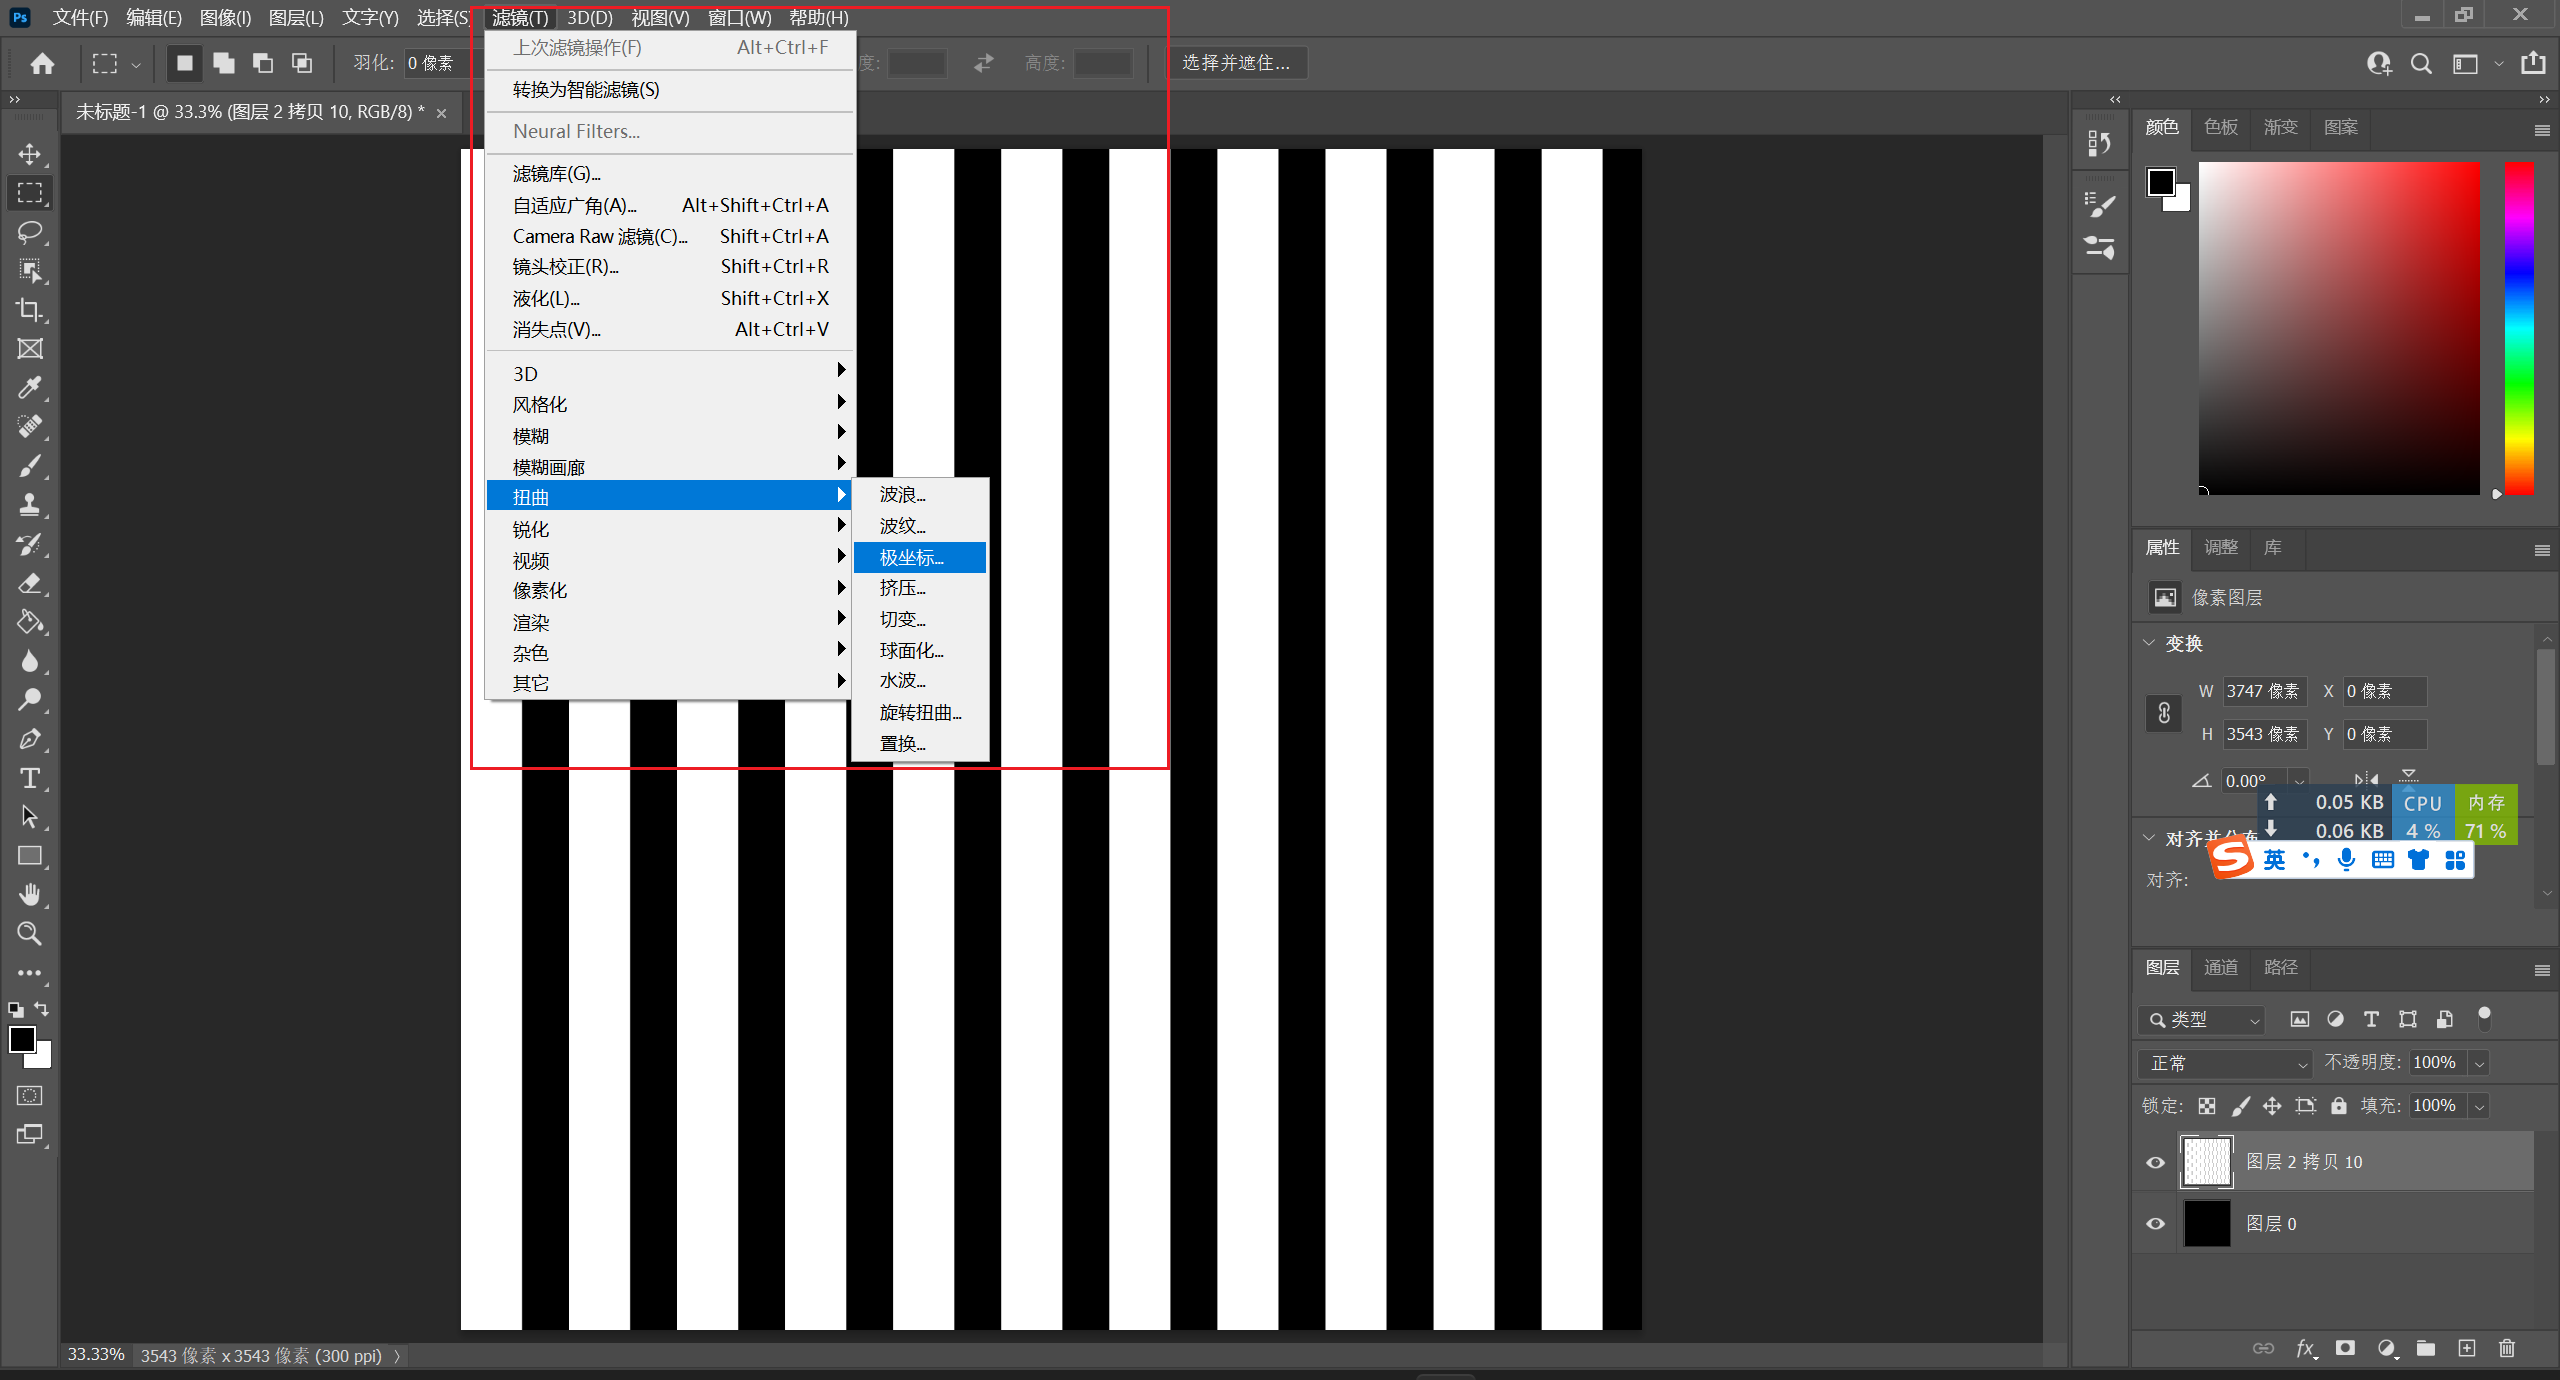 Ps 文件(F) 编辑(E) 图像(I) 图层(L) 文字(Y) 选择(S) 滤镜(T) 3D(D) 视图(V) 窗口(W) 帮助(H)
羽化: 0 像素 度: 高度: 选择并遮住...
未标题-1 @ 33.3% (图层 2 拷贝 10, RGB/8) * ×
上次滤镜操作(F) Alt+Ctrl+F
转换为智能滤镜(S)
Neural Filters...
滤镜库(G)...
自适应广角(A)... Alt+Shift+Ctrl+A
Camera Raw 滤镜(C)... Shift+Ctrl+A
镜头校正(R)... Shift+Ctrl+R
液化(L)... Shift+Ctrl+X
消失点(V)... Alt+Ctrl+V
3D
风格化
模糊
模糊画廊
扭曲
锐化
视频
像素化
渲染
杂色
其它
波浪...
波纹...
极坐标...
挤压...
切变...
球面化...
水波...
旋转扭曲...
置换...
颜色 色板 渐变 图案
属性 调整 库
像素图层
变换
W 3747 像素 X 0 像素
H 3543 像素 Y 0 像素
0.00°
0.05 KB CPU 内存
0.06 KB 4 % 71 %
对齐并分布
S 英
对齐:
图层 通道 路径
类型
正常 不透明度: 100%
锁定: 填充: 100%
图层 2 拷贝 10
图层 0
fx
33.33% 3543 像素 x 3543 像素 (300 ppi)